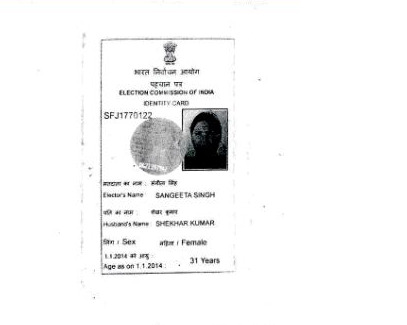 भारत निर्वाचन आयोग
पहचान पत्र
ELECTION COMMISSION OF INDIA
IDENTITY CARD
SFJ1770122
मतदाता का नाम : संगीता सिंह
Elector's Name : SANGEETA SINGH
पति का नाम : शेखर कुमार
Husband's Name : SHEKHAR KUMAR
लिंग / Sex महिला / Female
1.1.2014 को आयु :
Age as on 1.1.2014 : 31 Years